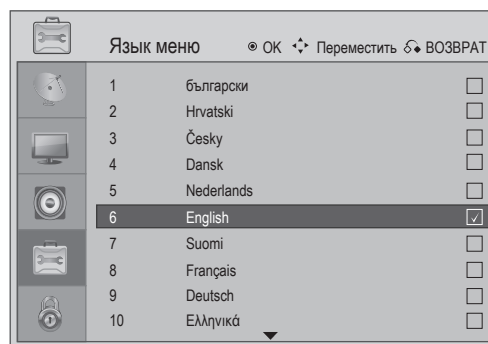 Язык меню ОК Переместить ВОЗВРАТ
1 български
2 Hrvatski
3 Česky
4 Dansk
5 Nederlands
6 English
7 Suomi
8 Français
9 Deutsch
10 Ελληνικά